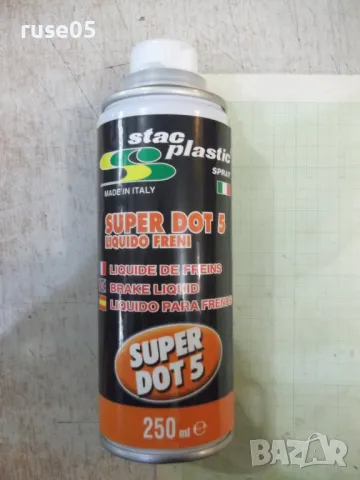 ruse05
stac
plastic
SPRAY
MADE IN ITALY
SUPER DOT 5
LIQUIDO FRENI
LIQUIDE DE FREINS
BRAKE LIQUID
LIQUIDO PARA FRENOS
SUPER
DOT 5
250 ml e
BAZAR